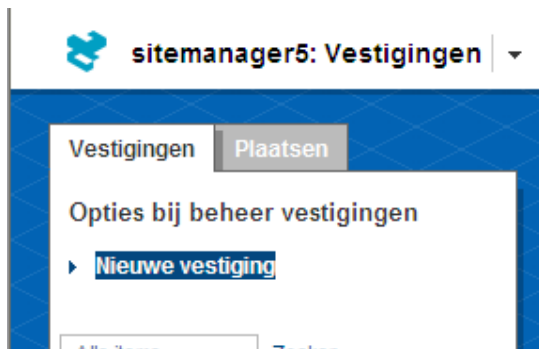 sitemanager5: Vestigingen
Vestigingen Plaatsen
Opties bij beheer vestigingen
Nieuwe vestiging